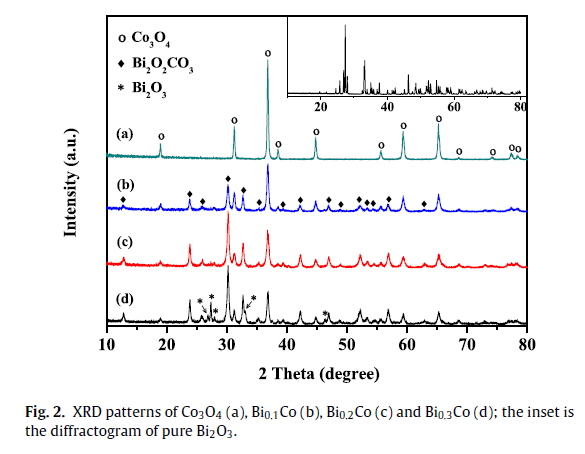 o Co₃O₄
♦ Bi₂O₂CO₃
* Bi₂O₃
20 40 60 80
(a)
(b)
(c)
(d)
Intensity (a.u.)
10 20 30 40 50 60 70 80
2 Theta (degree)
Fig. 2. XRD patterns of Co₃O₄ (a), Bi₀.₁Co (b), Bi₀.₂Co (c) and Bi₀.₃Co (d); the inset is
the diffractogram of pure Bi₂O₃.